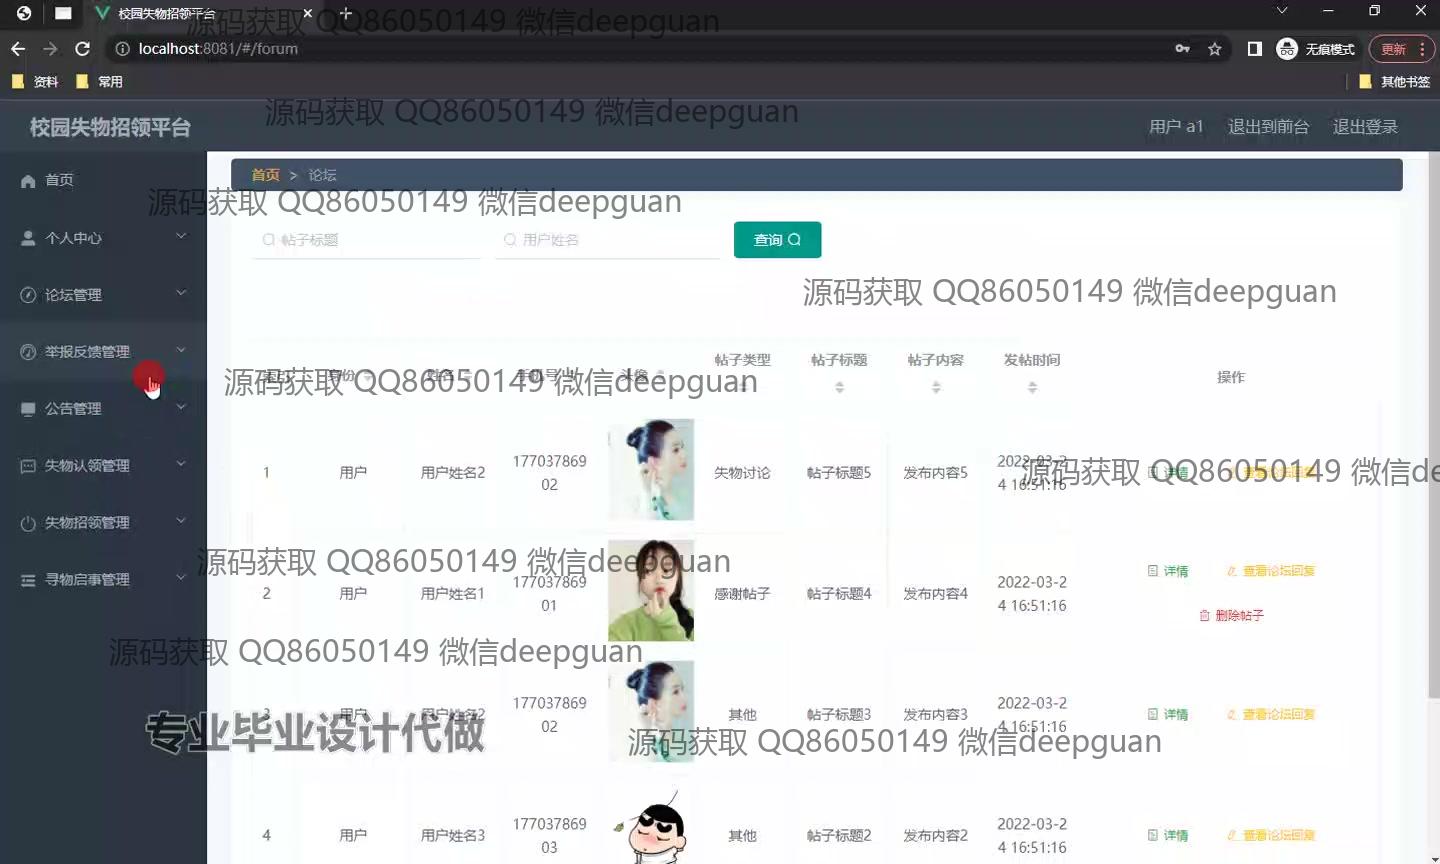 校园失物招领平台
源码获取 QQ86050149 微信deepguan
localhost:8081/#/forum
无痕模式
更新
资料
常用
其他书签
源码获取 QQ86050149 微信deepguan
校园失物招领平台
用户 a1
退出到前台
退出登录
首页
首页 > 论坛
源码获取 QQ86050149 微信deepguan
个人中心
帖子标题
用户姓名
查询
论坛管理
源码获取 QQ86050149 微信deepguan
举报反馈管理
帖子类型
帖子标题
帖子内容
发帖时间
操作
源码获取 QQ86050149 微信deepguan
公告管理
失物认领管理
1 用户 用户姓名2 17703786902 失物讨论 帖子标题5 发布内容5 2022-03-24 16:51:16 详情 查看论坛回复
源码获取 QQ86050149 微信deepguan
失物招领管理
寻物启事管理
源码获取 QQ86050149 微信deepguan
2 用户 用户姓名1 17703786901 感谢帖子 帖子标题4 发布内容4 2022-03-24 16:51:16 详情 查看论坛回复
删除帖子
源码获取 QQ86050149 微信deepguan
3 用户 用户姓名2 17703786902 其他 帖子标题3 发布内容3 2022-03-24 16:51:16 详情 查看论坛回复
专业毕业设计代做
源码获取 QQ86050149 微信deepguan
4 用户 用户姓名3 17703786903 其他 帖子标题2 发布内容2 2022-03-24 16:51:16 详情 查看论坛回复